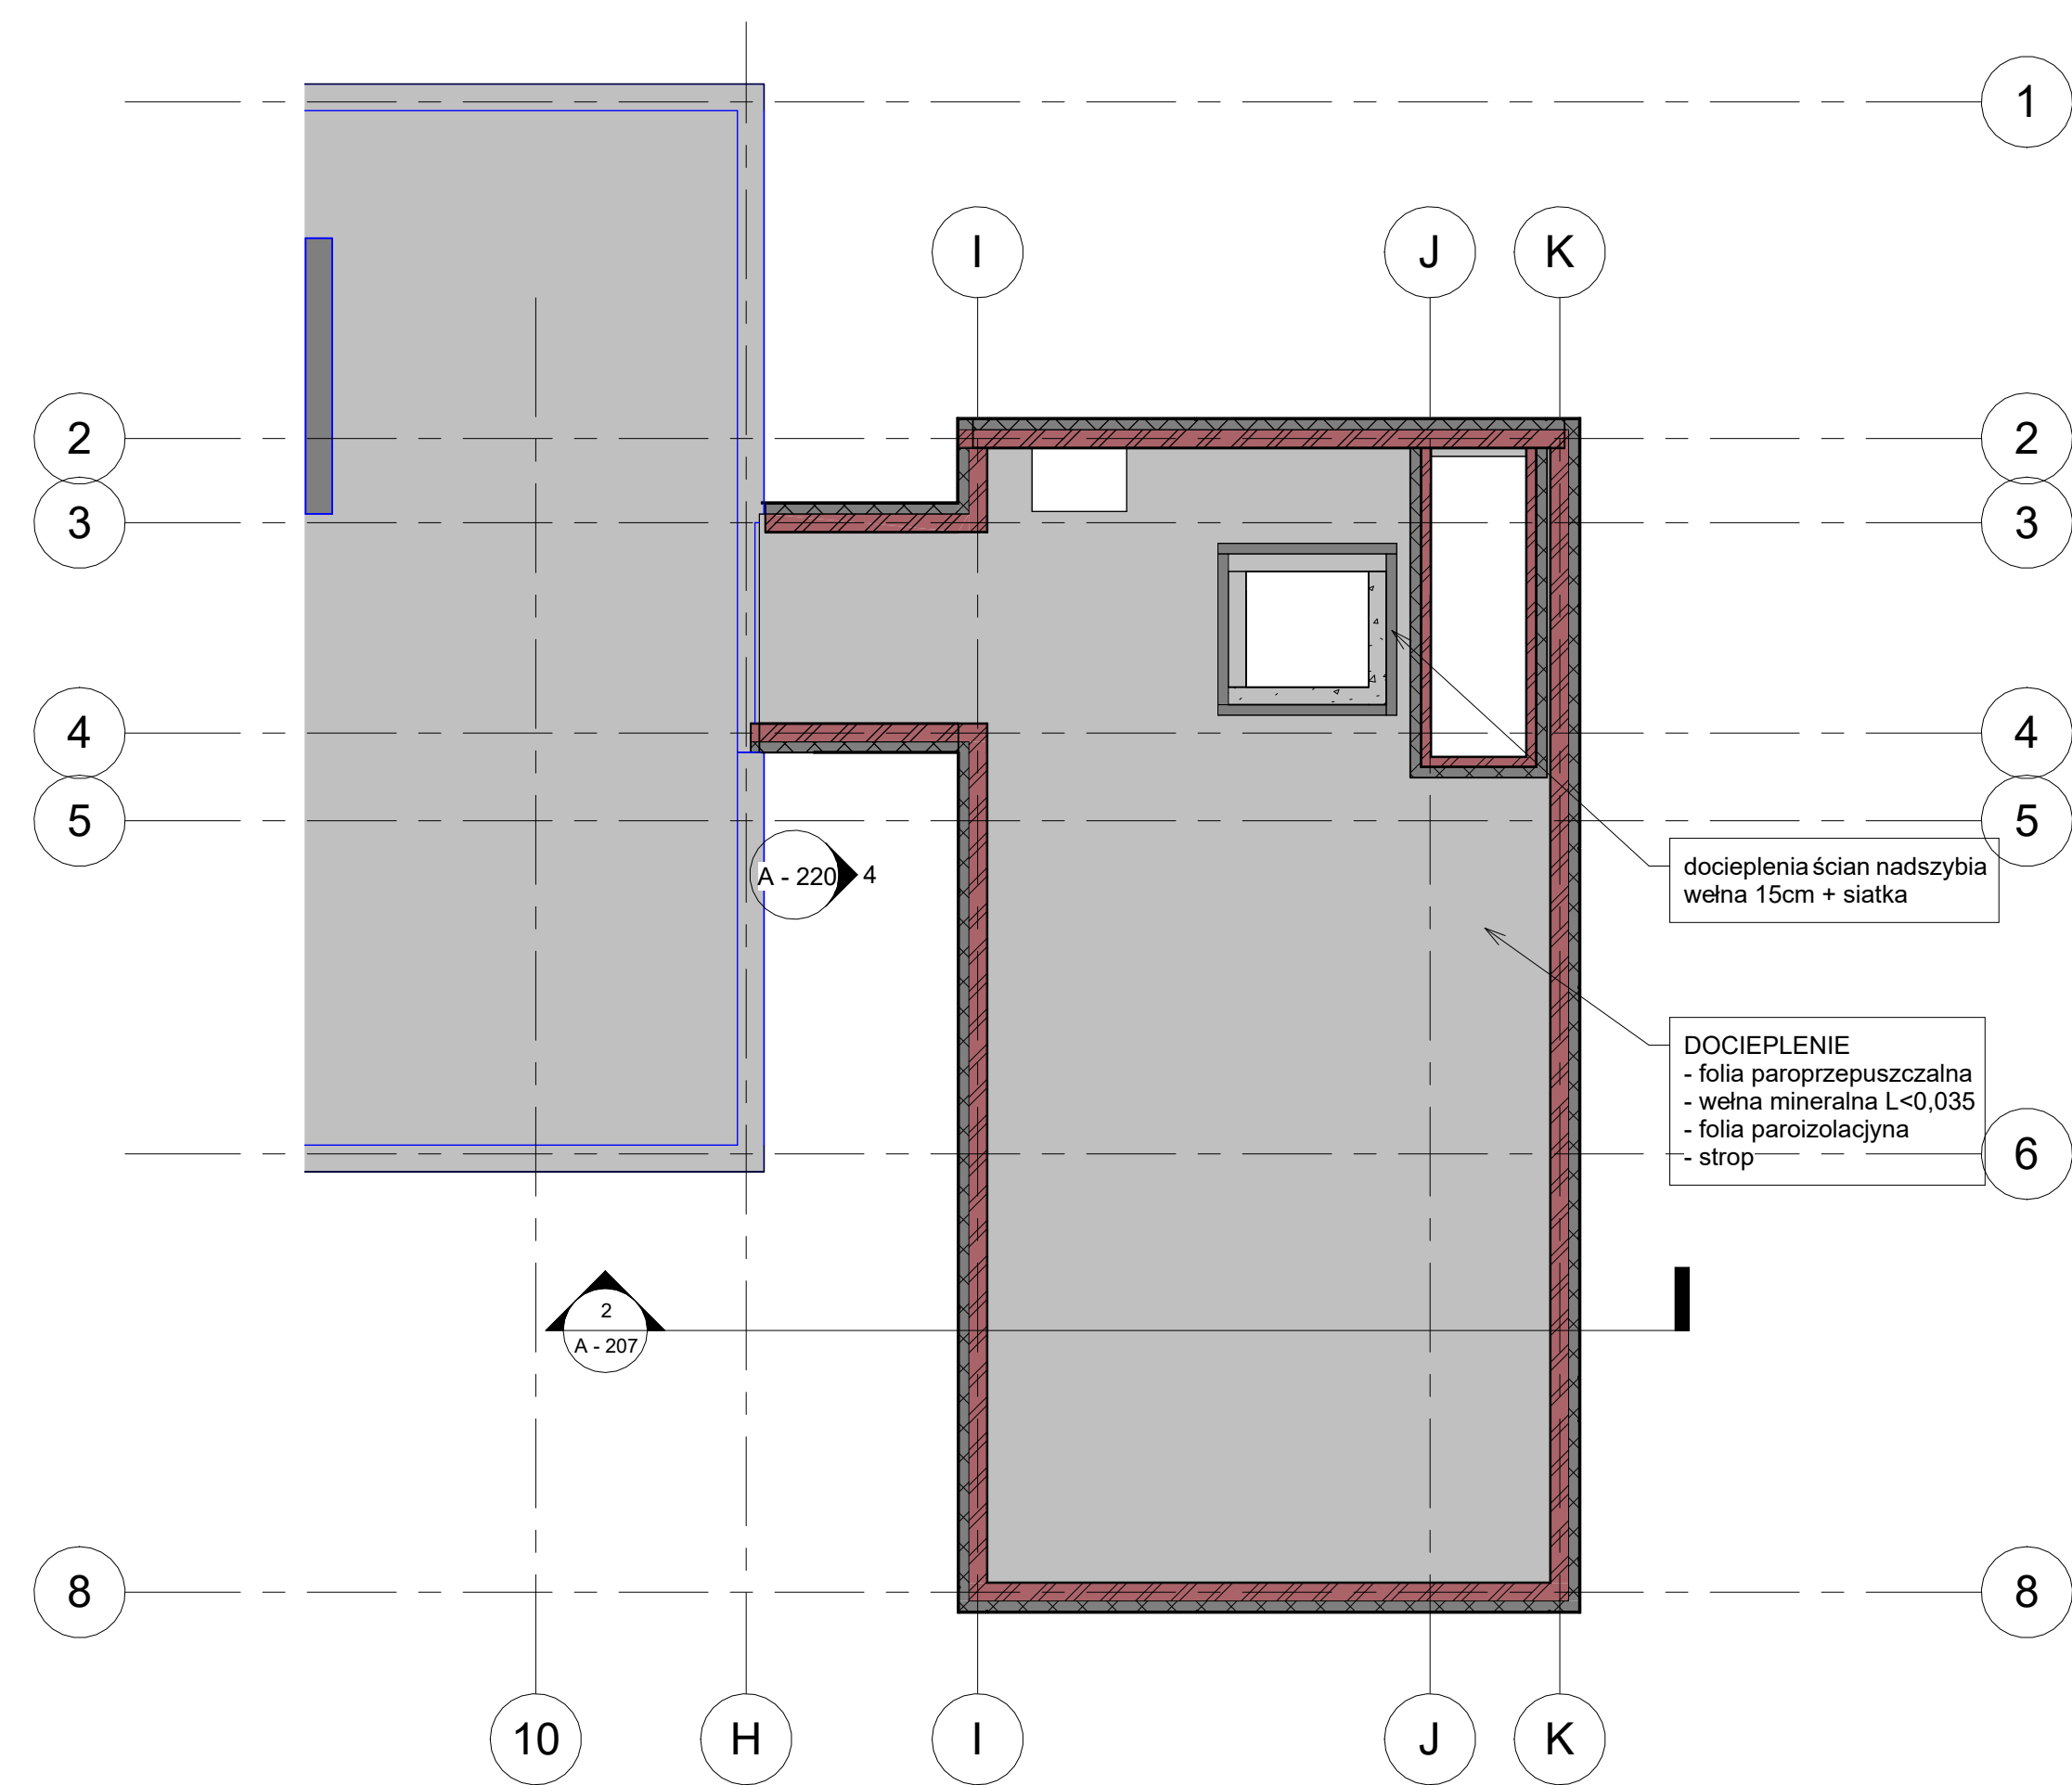 1
I
J
K
2
2
3
3
4
4
5
5
docieplenia ścian nadszybia
wełna 15cm + siatka
A - 220
4
DOCIEPLENIE
- folia paroprzepuszczalna
- wełna mineralna L<0,035
- folia paroizolacjyna
- strop
6
2
A - 207
8
8
10
H
I
J
K